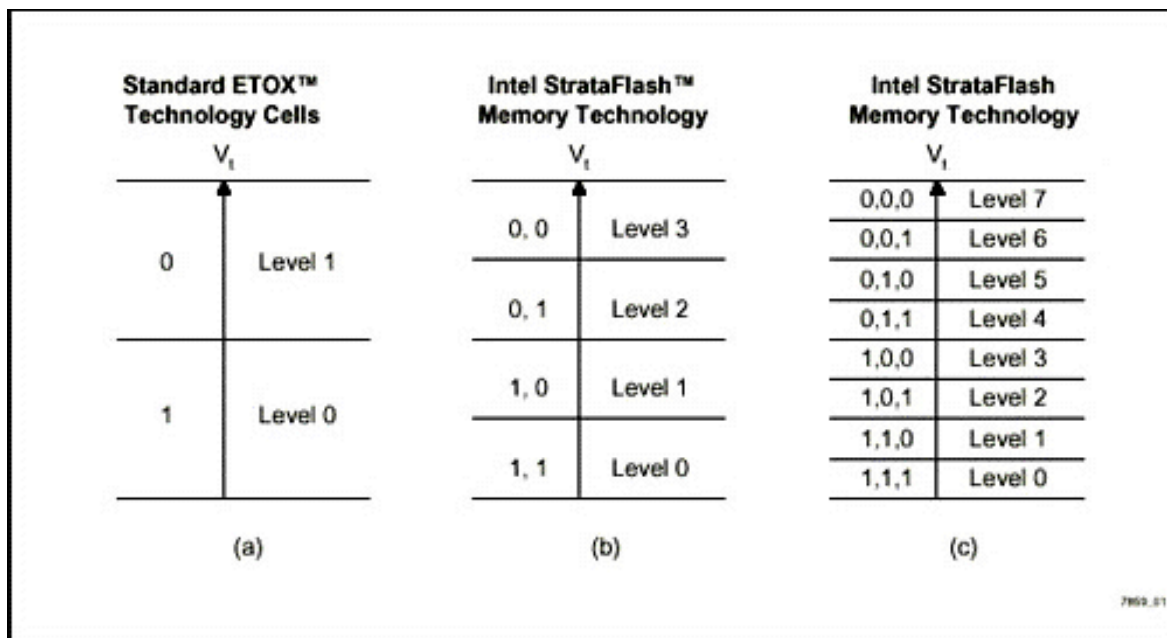 Standard ETOX™
Technology Cells
Vt
0 Level 1
1 Level 0
(a)
Intel StrataFlash™
Memory Technology
Vt
0, 0 Level 3
0, 1 Level 2
1, 0 Level 1
1, 1 Level 0
(b)
Intel StrataFlash
Memory Technology
Vt
0,0,0 Level 7
0,0,1 Level 6
0,1,0 Level 5
0,1,1 Level 4
1,0,0 Level 3
1,0,1 Level 2
1,1,0 Level 1
1,1,1 Level 0
(c)